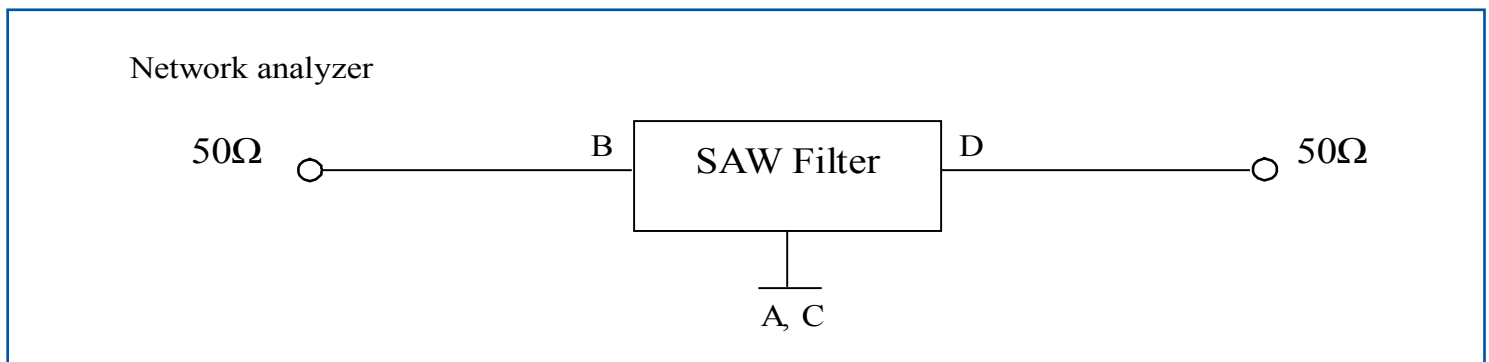 Network analyzer
50Ω
B
SAW Filter
D
50Ω
A, C